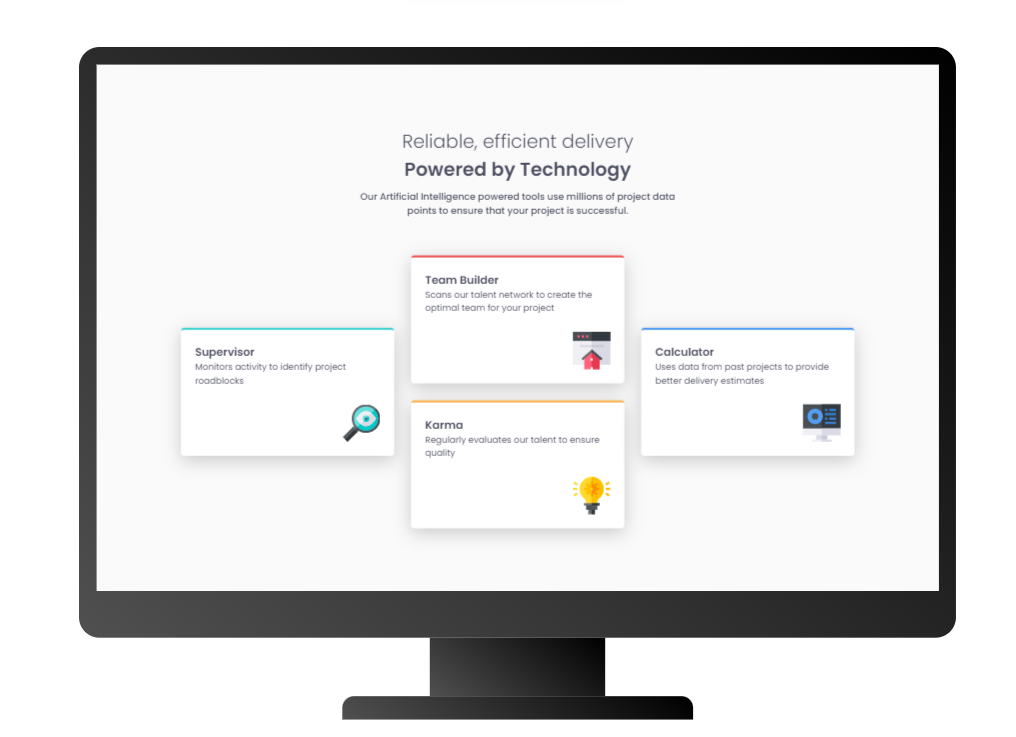 Reliable, efficient delivery
Powered by Technology
Our Artificial Intelligence powered tools use millions of project data
points to ensure that your project is successful.
Team Builder
Scans our talent network to create the
optimal team for your project
Supervisor
Monitors activity to identify project
roadblocks
Calculator
Uses data from past projects to provide
better delivery estimates
Karma
Regularly evaluates our talent to ensure
quality